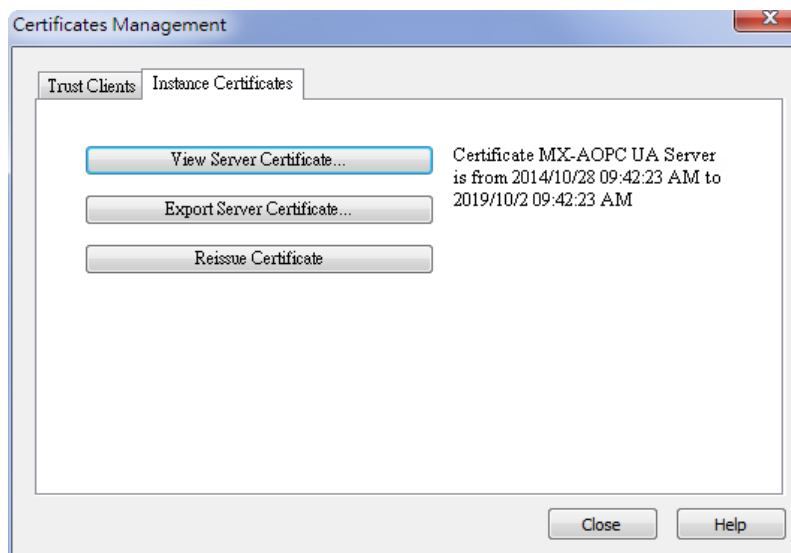 Certificates Management
Trust Clients
Instance Certificates
View Server Certificate...
Certificate MX-AOPC UA Server
is from 2014/10/28 09:42:23 AM to
2019/10/2 09:42:23 AM
Export Server Certificate...
Reissue Certificate
Close
Help